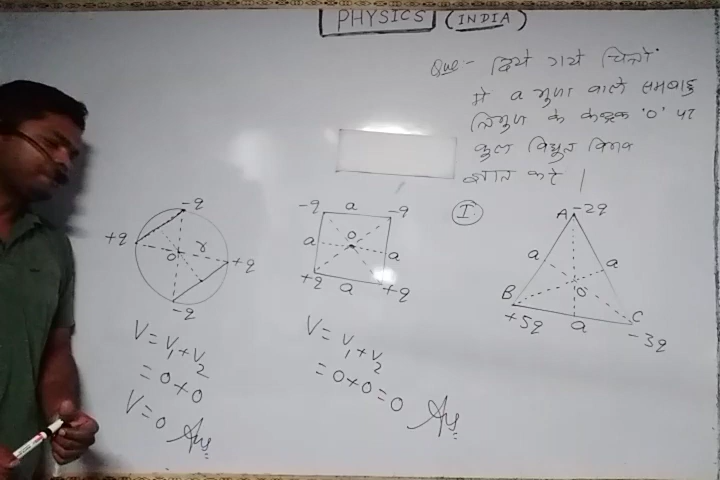 PHYSICS (INDIA)
Que- दिये गये चित्रों
में a भुजा वाले समबाहु
त्रिभुज के केन्द्रक 'O' पर
कुल विद्युत विभव
ज्ञात करें |
-q
+q
O
r
+q
-q
V = V1 + V2
= 0 + 0
V = 0 Ans
-q a -q
O
a a
+q a +q
V = V1 + V2
= 0 + 0 = 0 Ans
I.
A -2q
a a
O
B C
+5q a -3q